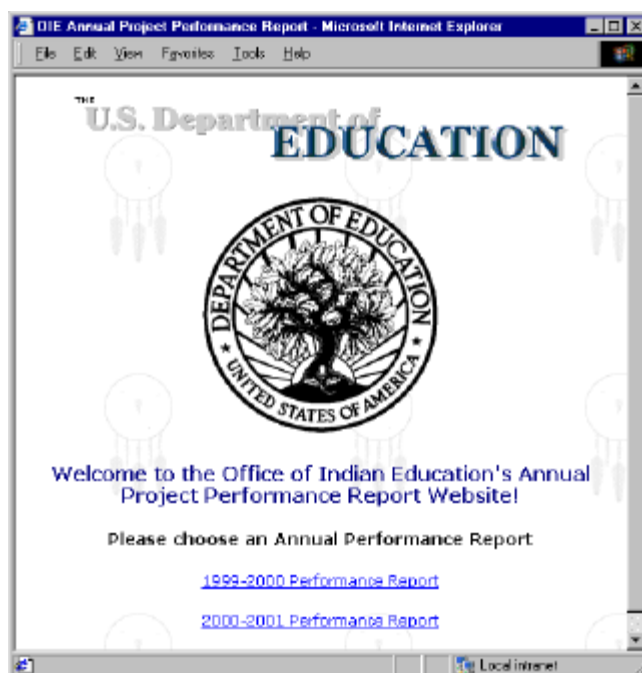 OIE Annual Project Performance Report - Microsoft Internet Explorer
File Edit View Favorites Tools Help
THE
U.S. Department of
EDUCATION
DEPARTMENT OF EDUCATION
★ UNITED STATES OF AMERICA ★
Welcome to the Office of Indian Education's Annual
Project Performance Report Website!
Please choose an Annual Performance Report
1999-2000 Performance Report
2000-2001 Performance Report
Local intranet